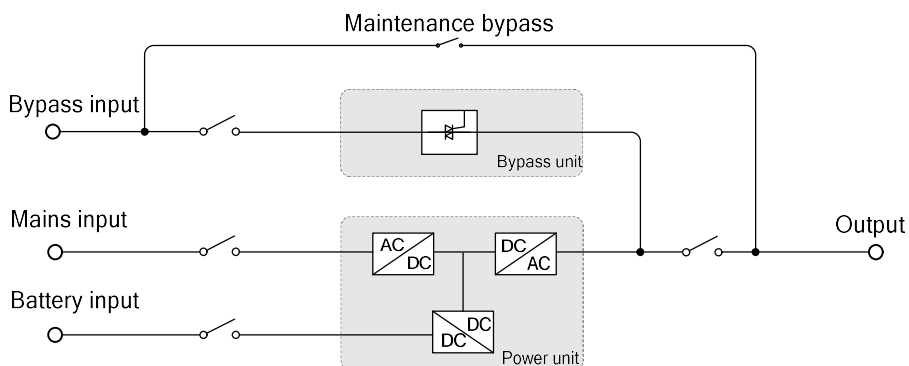 Maintenance bypass
Bypass input
Bypass unit
Mains input
AC
DC
DC
AC
Output
Battery input
DC
DC
Power unit